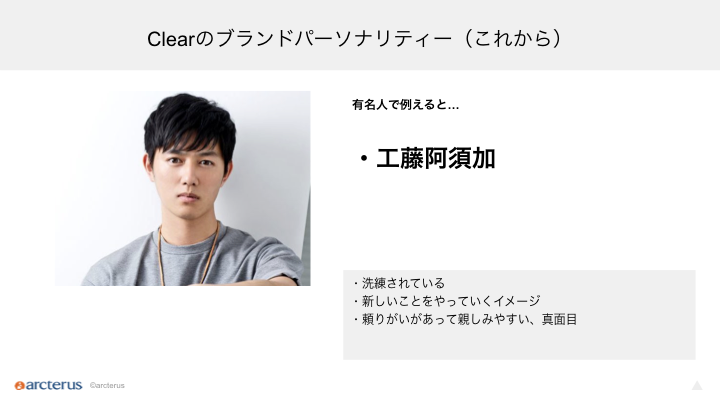 Clearのブランドパーソナリティー（これから）
有名人で例えると...
・工藤阿須加
・洗練されている
・新しいことをやっていくイメージ
・頼りがいがあって親しみやすい、真面目
arcterus ©arcterus